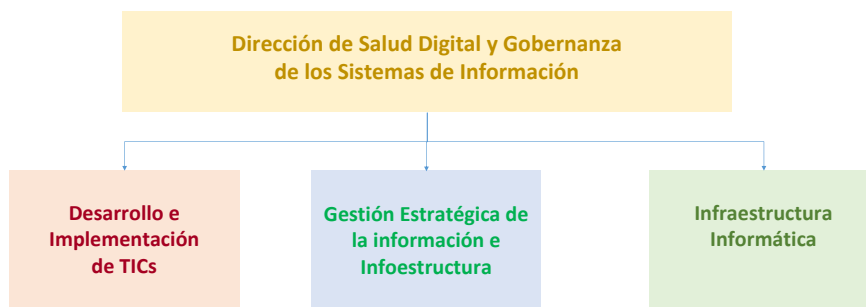 Dirección de Salud Digital y Gobernanza
de los Sistemas de Información
Desarrollo e
Implementación
de TICs
Gestión Estratégica de
la información e
Infoestructura
Infraestructura
Informática